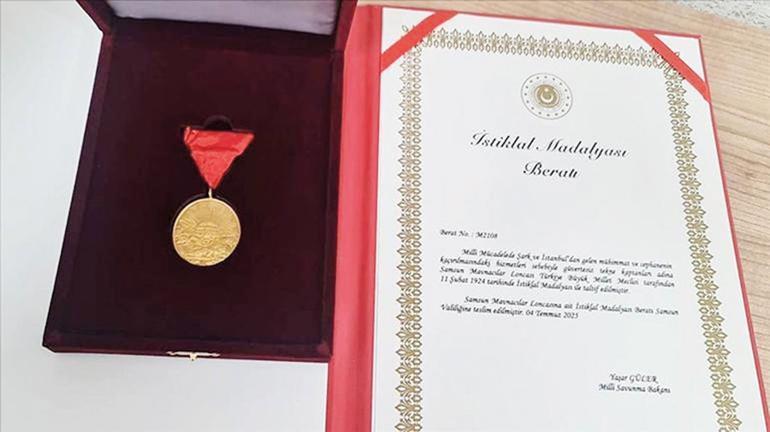 İstiklal Madalyası
Beratı
Berat No. : M2108
Milli Mücadelede Şark ve İstanbul'dan gelen mühimmat ve cephanenin
kaçırılmasındaki hizmetleri sebebiyle güvertesiz tekne kaptanları adına
Samsun Mavnacılar Loncası Türkiye Büyük Millet Meclisi tarafından
11 Şubat 1924 tarihinde İstiklal Madalyası ile taltif edilmiştir.
Samsun Mavnacılar Loncasına ait İstiklal Madalyası Beratı Samsun
Valiliğine teslim edilmiştir. 04 Temmuz 2025
Yaşar GÜLER
Milli Savunma Bakanı